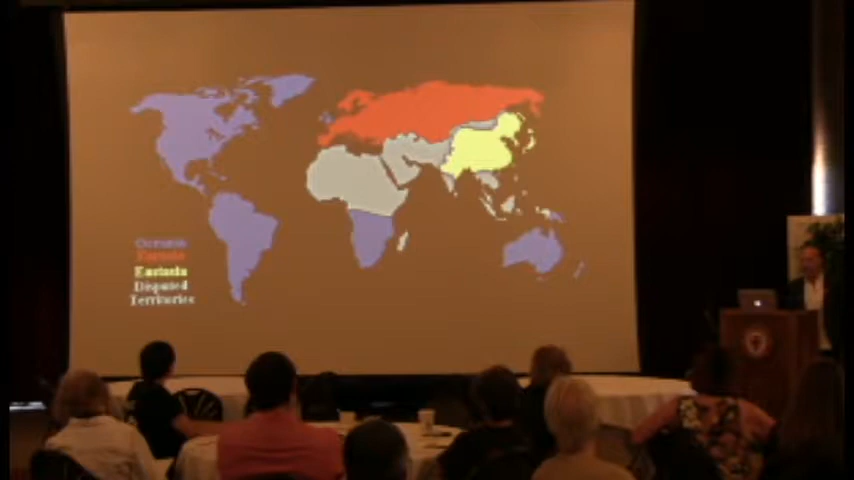 Oceania
Eurasia
Eastasia
Disputed
Territories